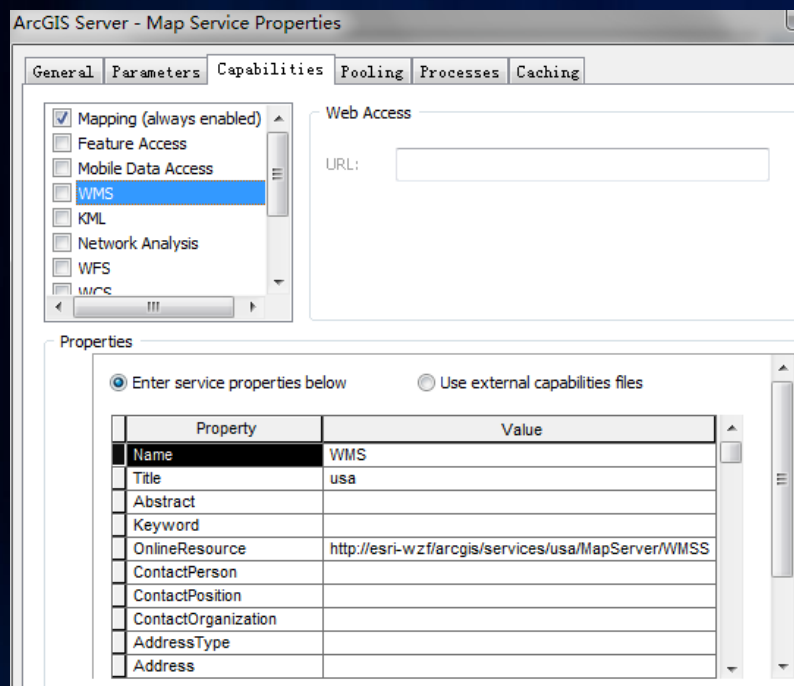 ArcGIS Server - Map Service Properties
General Parameters Capabilities Pooling Processes Caching
Mapping (always enabled)
Feature Access
Mobile Data Access
WMS
KML
Network Analysis
WFS
WCS
Web Access
URL:
Properties
Enter service properties below Use external capabilities files
Property Value
Name WMS
Title usa
Abstract
Keyword
OnlineResource http://esri-wzf/arcgis/services/usa/MapServer/WMSS
ContactPerson
ContactPosition
ContactOrganization
AddressType
Address